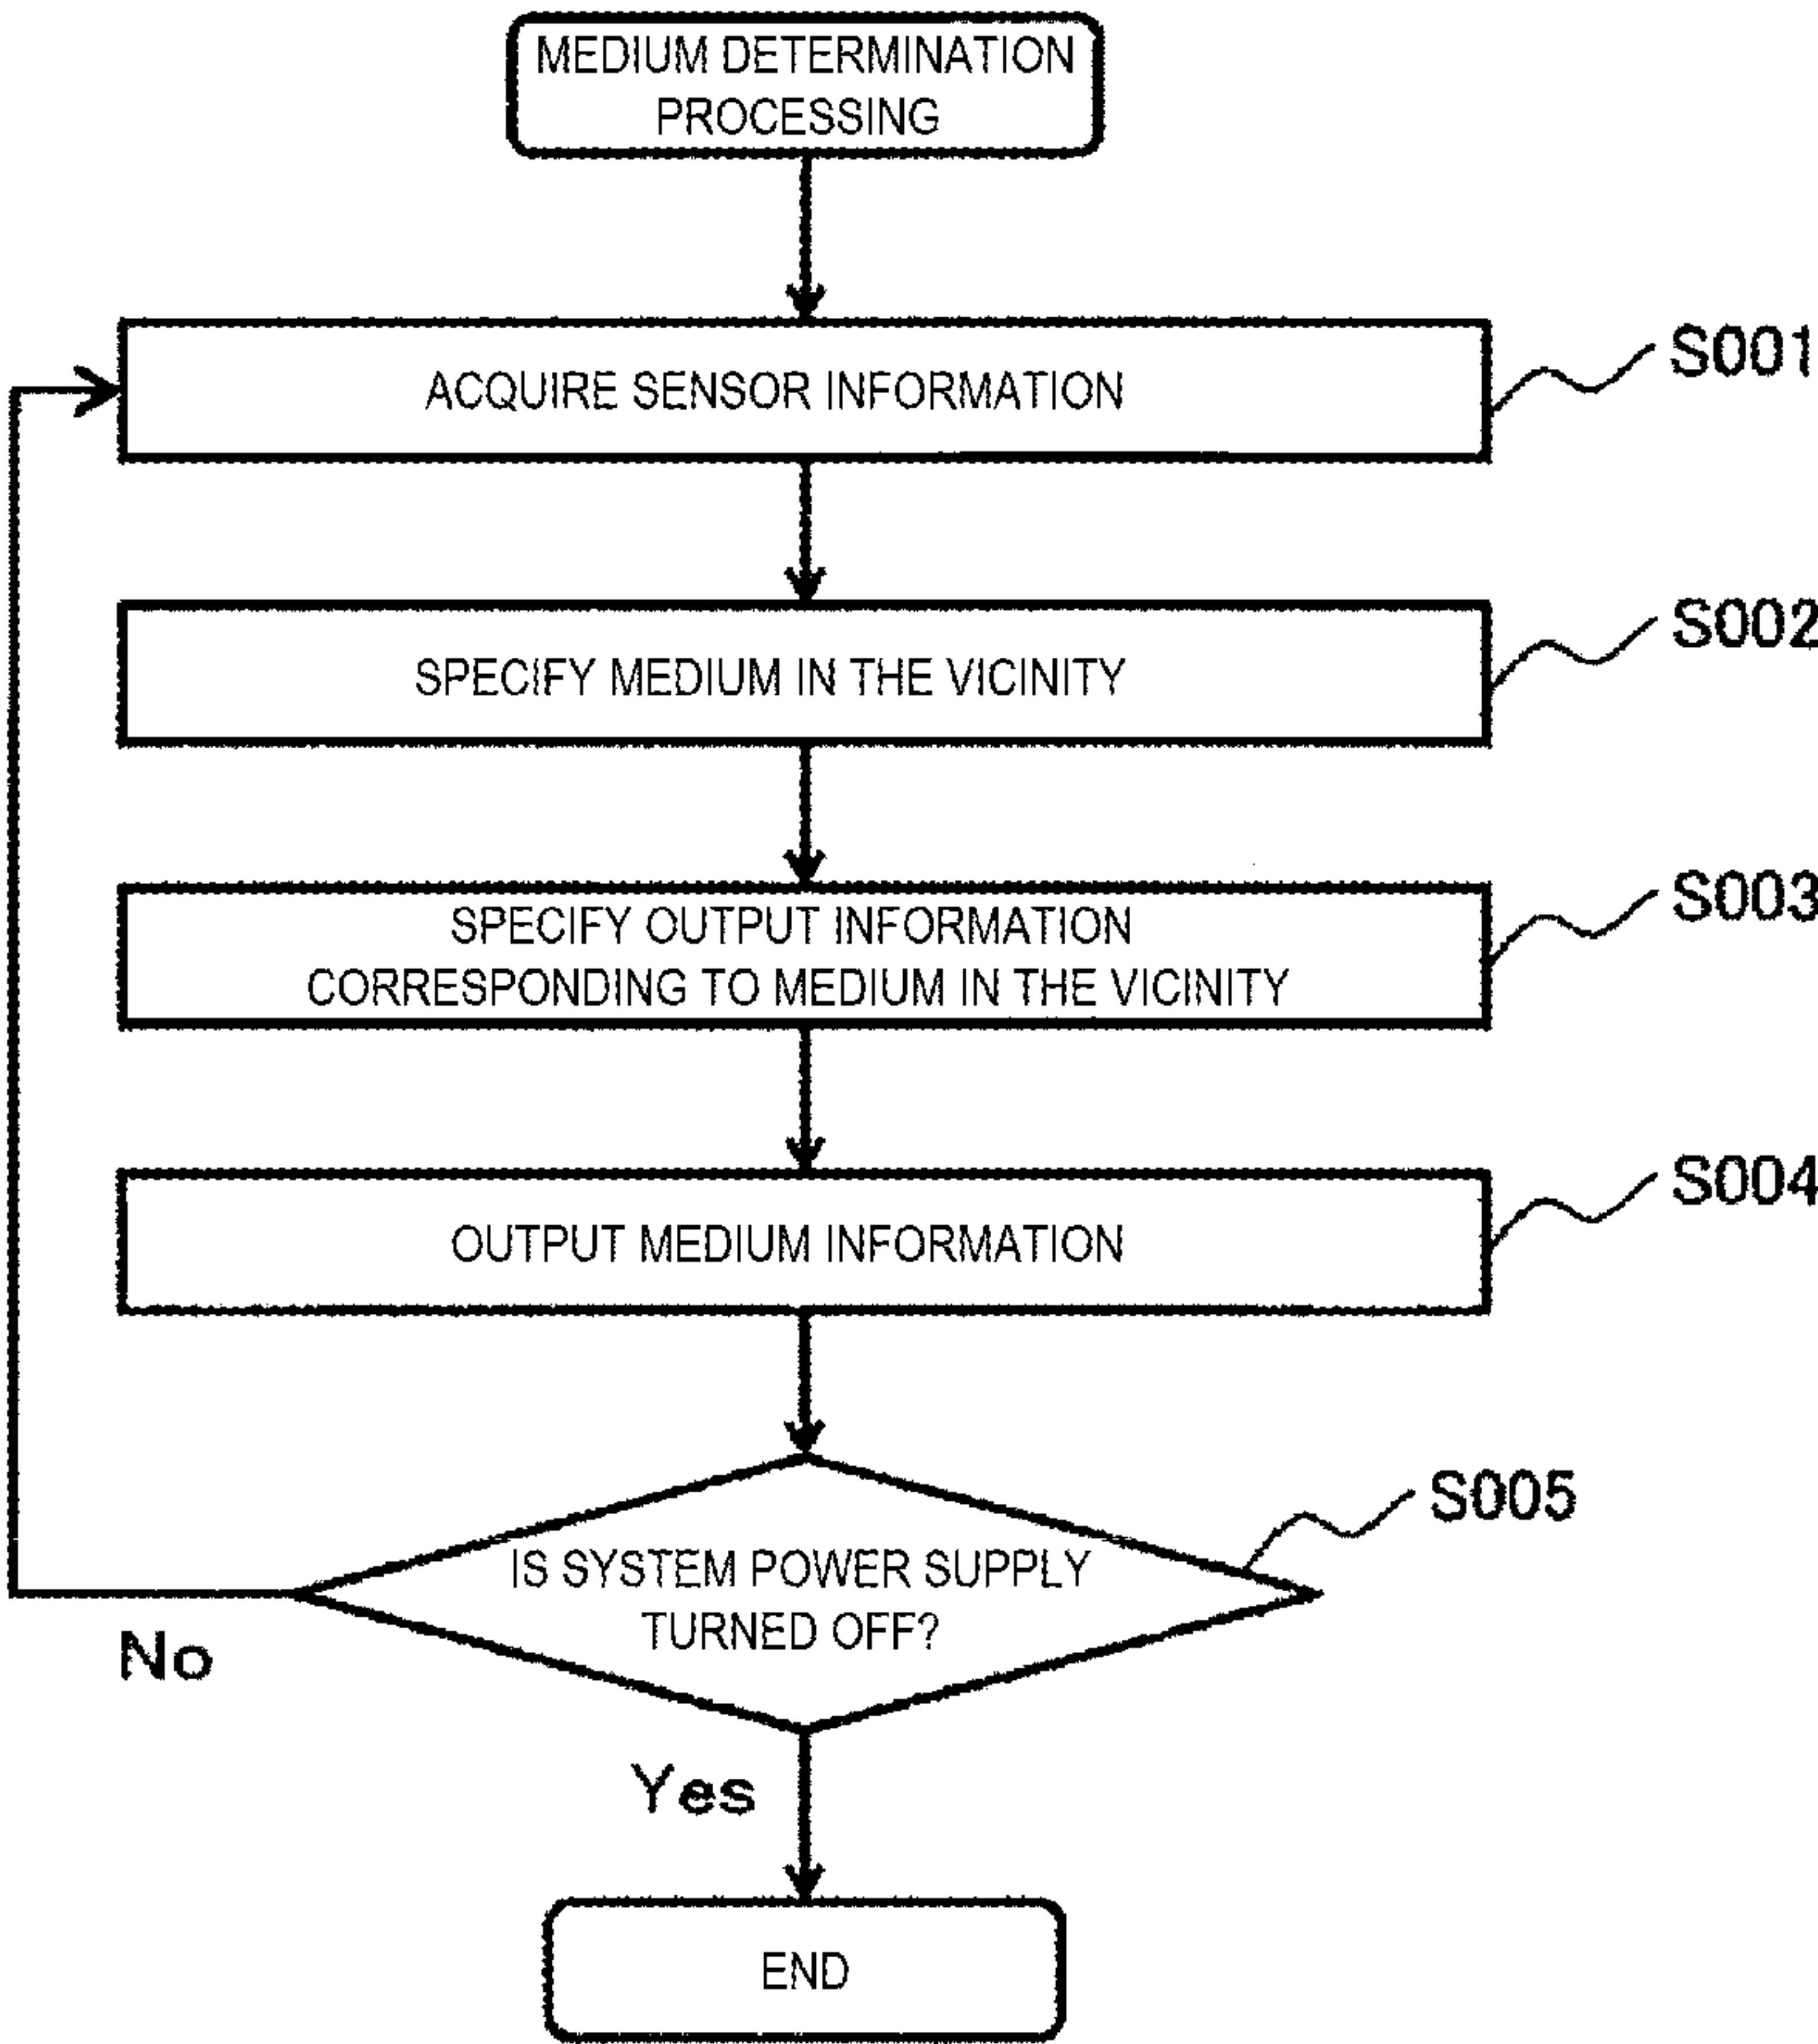 MEDIUM DETERMINATION
PROCESSING
ACQUIRE SENSOR INFORMATION
S001
SPECIFY MEDIUM IN THE VICINITY
S002
SPECIFY OUTPUT INFORMATION
CORRESPONDING TO MEDIUM IN THE VICINITY
S003
OUTPUT MEDIUM INFORMATION
S004
IS SYSTEM POWER SUPPLY
TURNED OFF?
S005
No
Yes
END